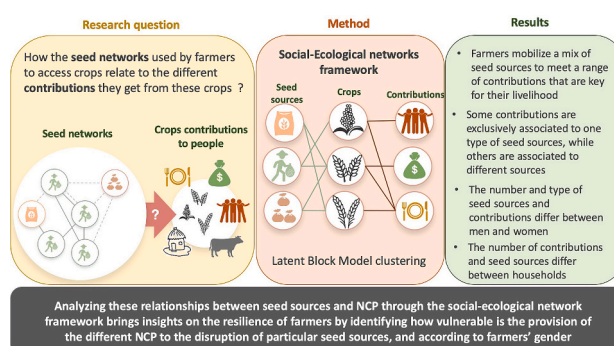 Research question
How the seed networks used by farmers
to access crops relate to the different
contributions they get from these crops ?
Seed networks
Crops contributions
to people
$
?
Method
Social-Ecological networks
framework
Seed
sources
Crops
Contributions
$
Latent Block Model clustering
Results
• Farmers mobilize a mix of
seed sources to meet a range
of contributions that are key
for their livelihood
• Some contributions are
exclusively associated to one
type of seed sources, while
others are associated to
different sources
• The number and type of
seed sources and
contributions differ between
men and women
• The number of contributions
and seed sources differ
between households
Analyzing these relationships between seed sources and NCP through the social-ecological network
framework brings insights on the resilience of farmers by identifying how vulnerable is the provision of
the different NCP to the disruption of particular seed sources, and according to farmers’ gender